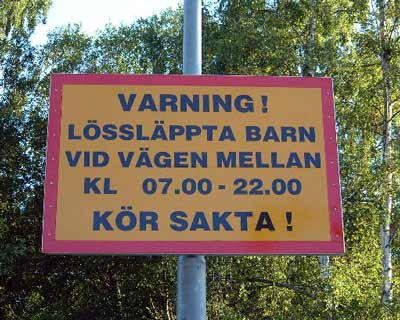 VARNING !
LÖSSLÄPPTA BARN
VID VÄGEN MELLAN
KL 07.00 - 22.00
KÖR SAKTA !